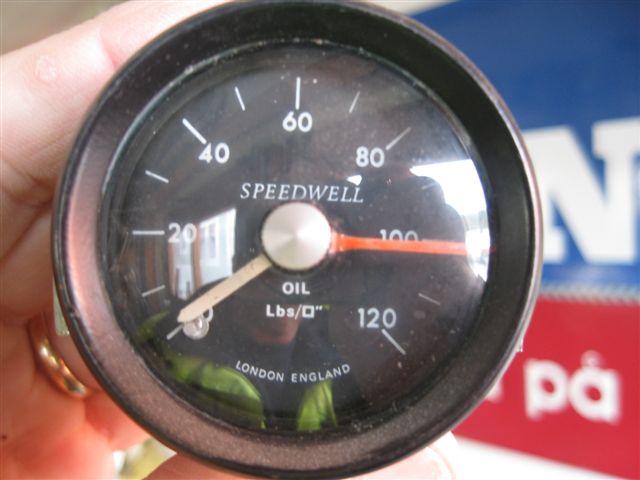 60
40
80
SPEEDWELL
20
100
OIL
Lbs/□"
0
120
LONDON ENGLAND
N
på